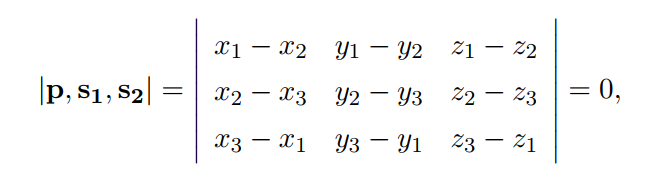 |p, s₁, s₂| = | x₁ − x₂ y₁ − y₂ z₁ − z₂ |
| x₂ − x₃ y₂ − y₃ z₂ − z₃ | = 0,
| x₃ − x₁ y₃ − y₁ z₃ − z₁ |